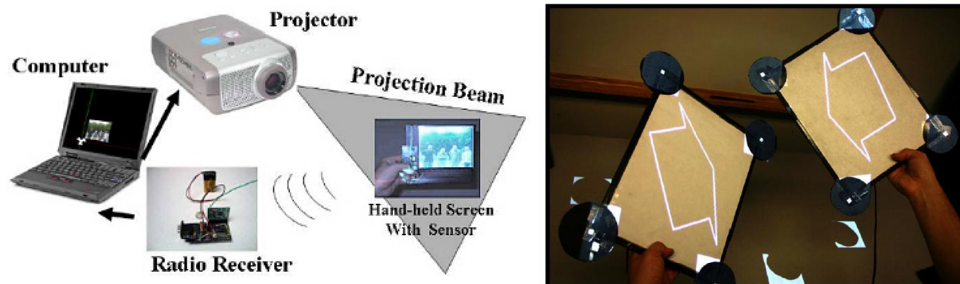 Projector
Computer
Projection Beam
Hand-held Screen
With Sensor
Radio Receiver